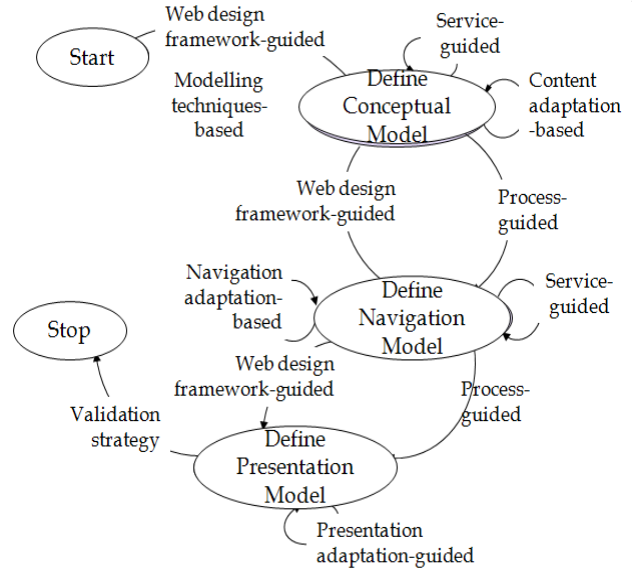 Web design
framework-guided
Start
Service-
guided
Modelling
techniques-
based
Define
Conceptual
Model
Content
adaptation
-based
Web design
framework-guided
Process-
guided
Navigation
adaptation-
based
Define
Navigation
Model
Service-
guided
Stop
Web design
framework-guided
Process-
guided
Validation
strategy
Define
Presentation
Model
Presentation
adaptation-guided